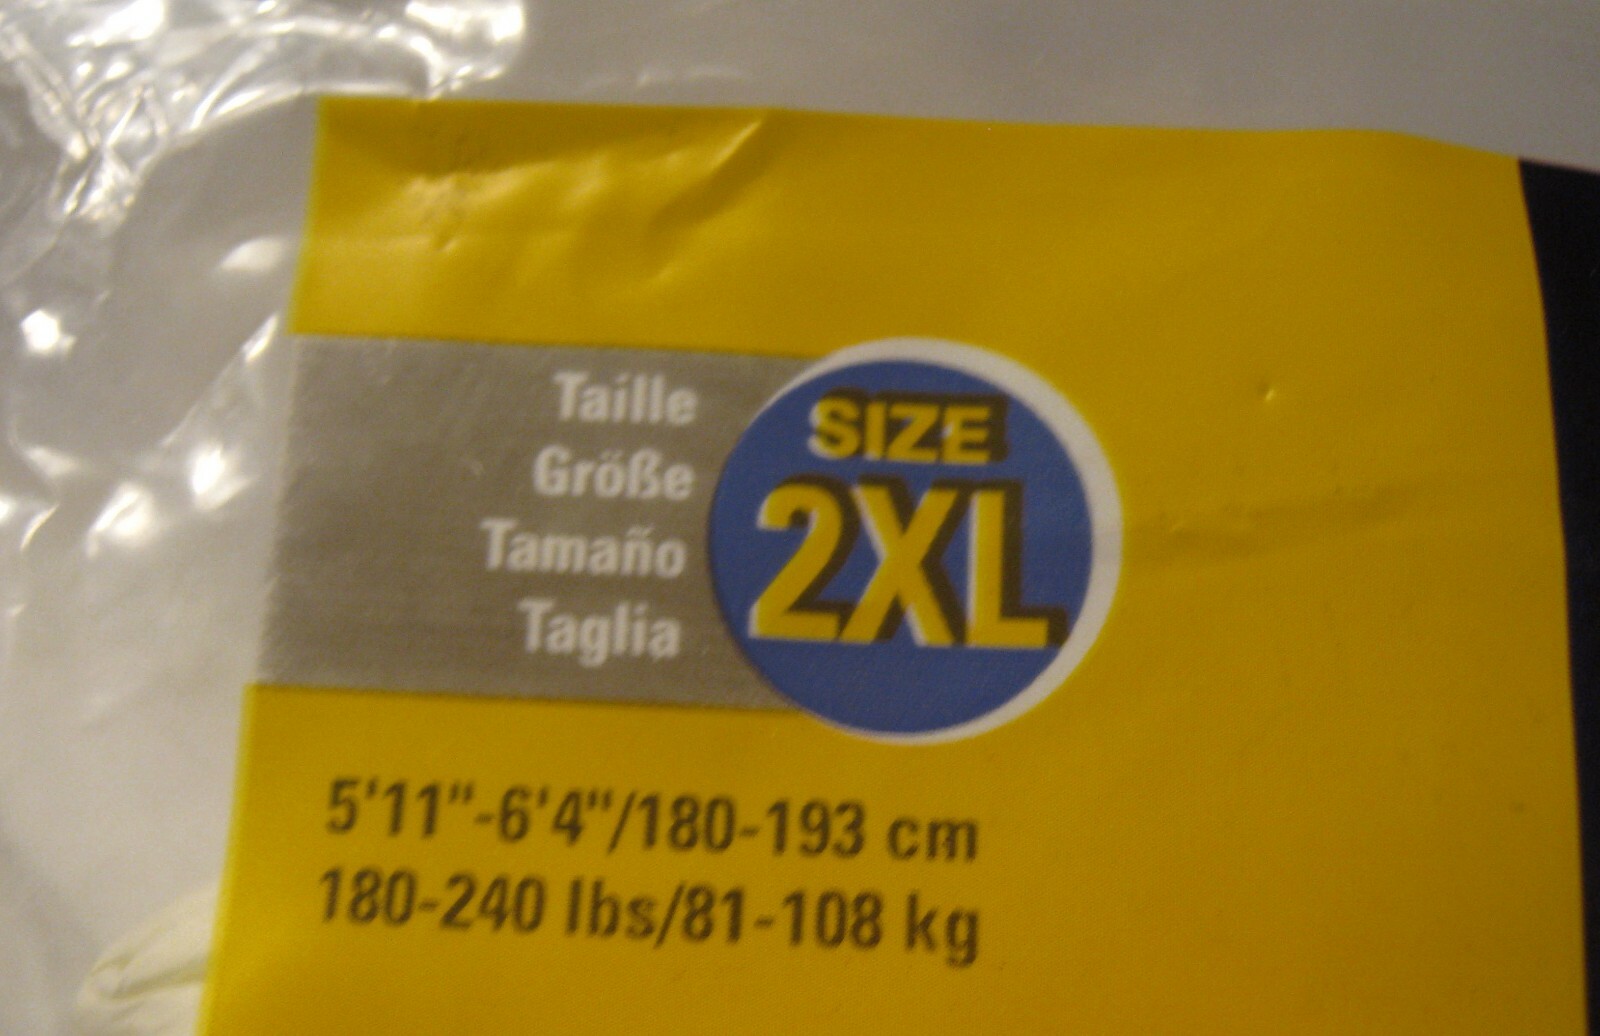 Taille
Größe
Tamaño
Taglia
SIZE
2XL
5'11"-6'4"/180-193 cm
180-240 lbs/81-108 kg